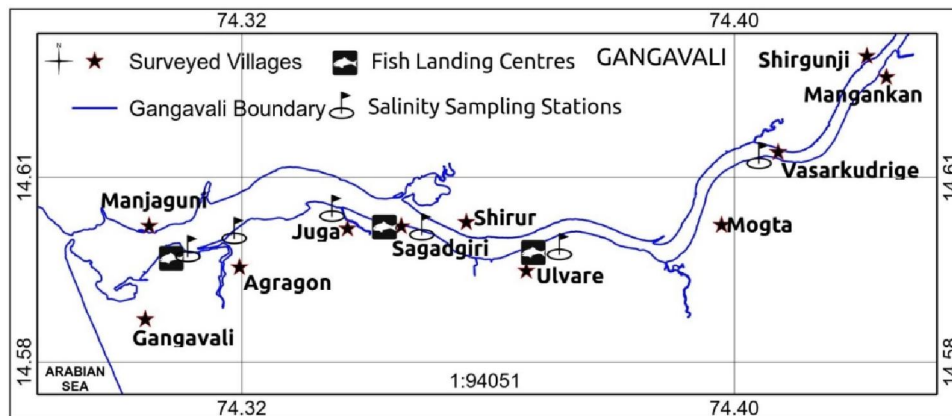 74.32
74.40
N
Surveyed Villages
Fish Landing Centres
GANGAVALI
Gangavali Boundary
Salinity Sampling Stations
Shirgunji
Mangankan
14.61
14.61
Vasarkudrige
Manjaguni
Juga
Sagadgiri
Shirur
Mogta
Agragon
Ulvare
Gangavali
14.58
14.58
ARABIAN
SEA
1:94051
74.32
74.40